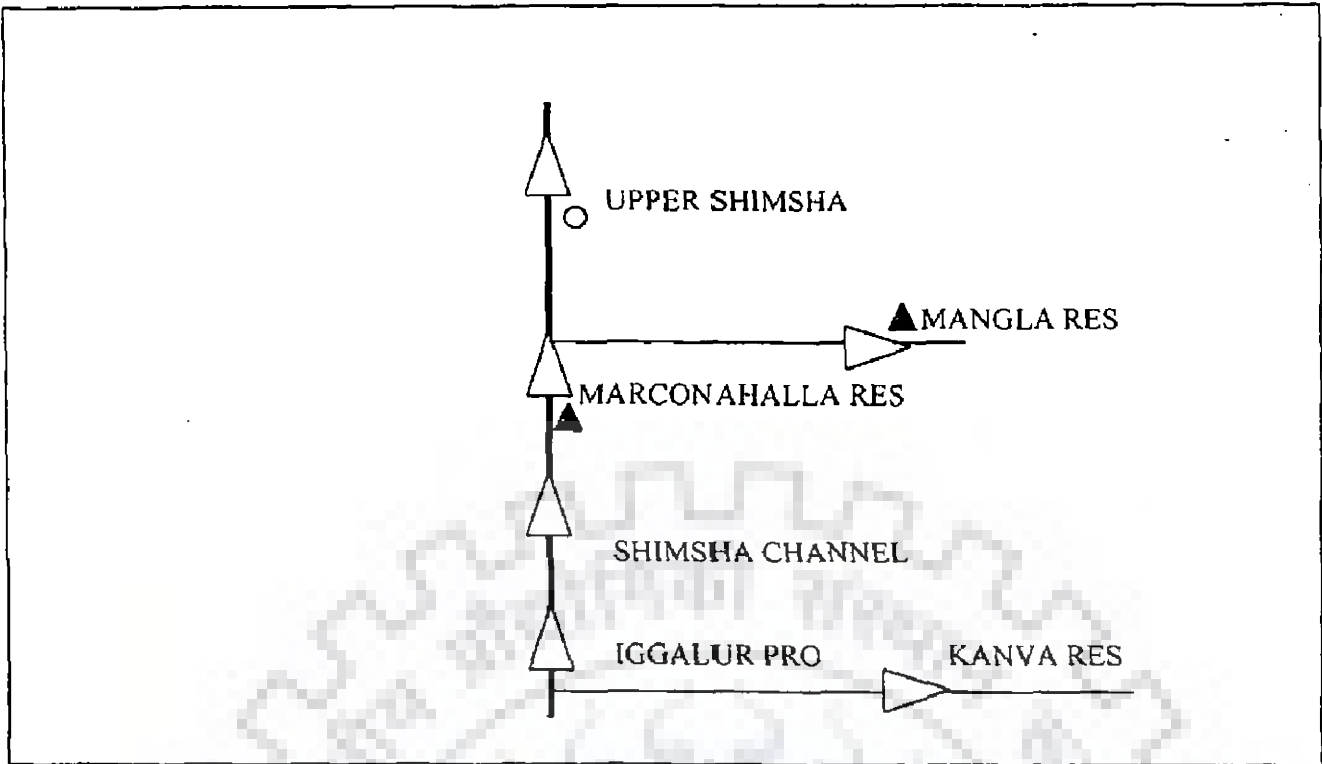 UPPER SHIMSHA
MANGLA RES
MARCONAHALLA RES
SHIMSHA CHANNEL
IGGALUR PRO
KANVA RES